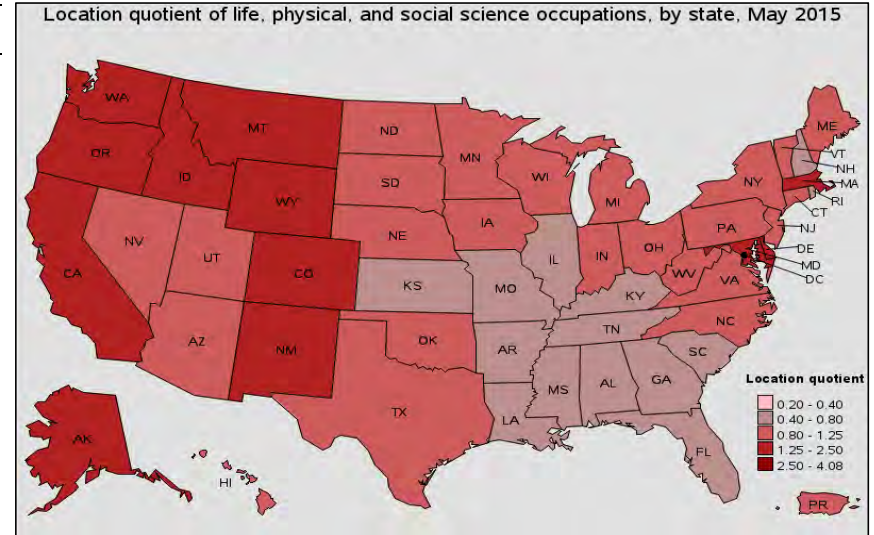 Location quotient of life, physical, and social science occupations, by state, May 2015
WA
MT
ND
MN
ME
OR
ID
SD
WI
VT
NH
MA
NY
MI
RI
CT
WY
IA
PA
NJ
NE
NV
UT
CO
IL
IN
OH
DE
MD
DC
WV
VA
CA
KS
MO
KY
NC
TN
AZ
NM
OK
AR
SC
MS
AL
GA
TX
LA
FL
AK
HI
PR
Location quotient
0.20 - 0.40
0.40 - 0.80
0.80 - 1.25
1.25 - 2.50
2.50 - 4.08